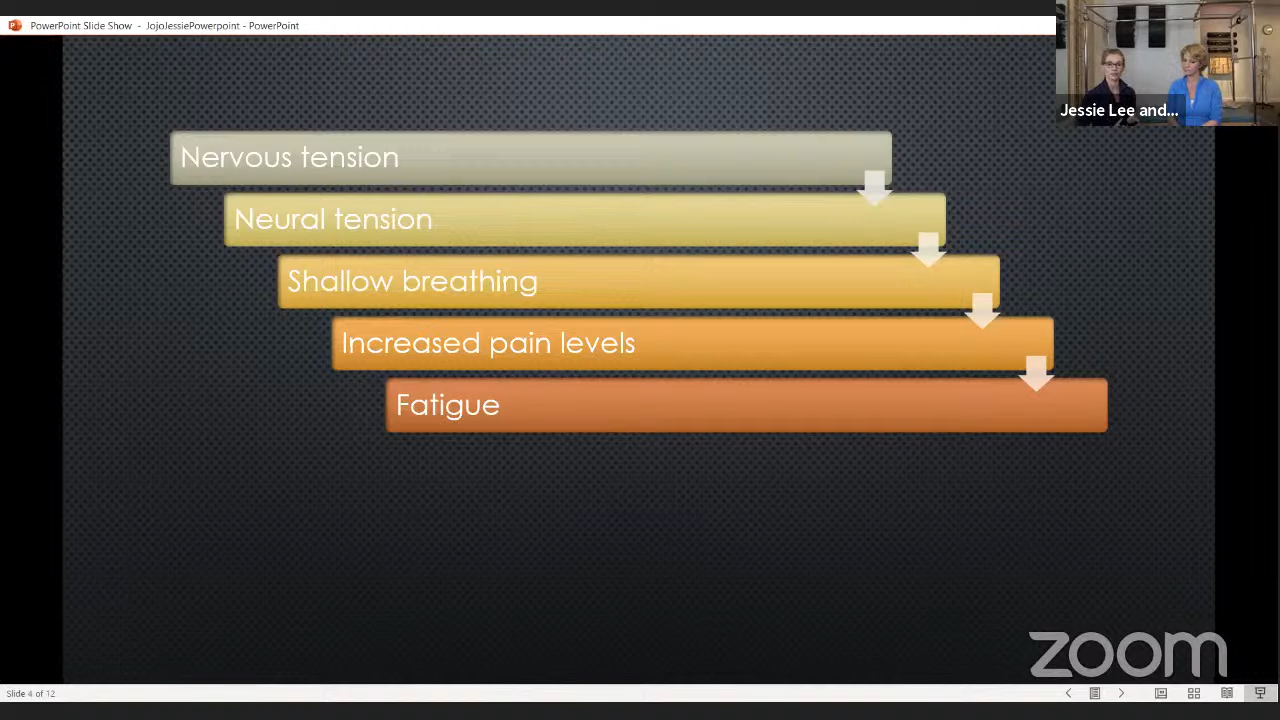 PowerPoint Slide Show - JojoJessiePowerpoint - PowerPoint
Jessie Lee and...
Nervous tension
Neural tension
Shallow breathing
Increased pain levels
Fatigue
zoom
Slide 4 of 12